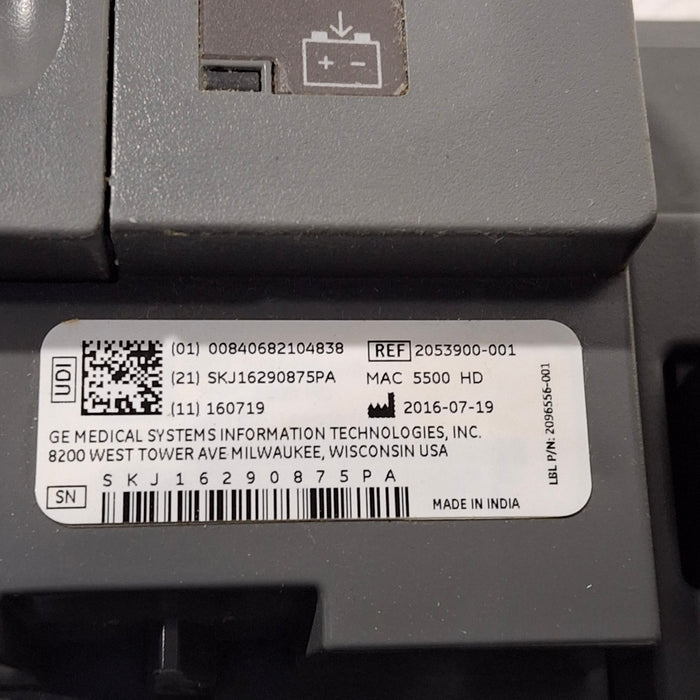 + -
UDI
(01) 00840682104838 REF 2053900-001
(21) SKJ16290875PA MAC 5500 HD
(11) 160719 2016-07-19
GE MEDICAL SYSTEMS INFORMATION TECHNOLOGIES, INC.
8200 WEST TOWER AVE MILWAUKEE, WISCONSIN USA
SKJ16290875PA
SN
MADE IN INDIA
LBL P/N: 2096556-001